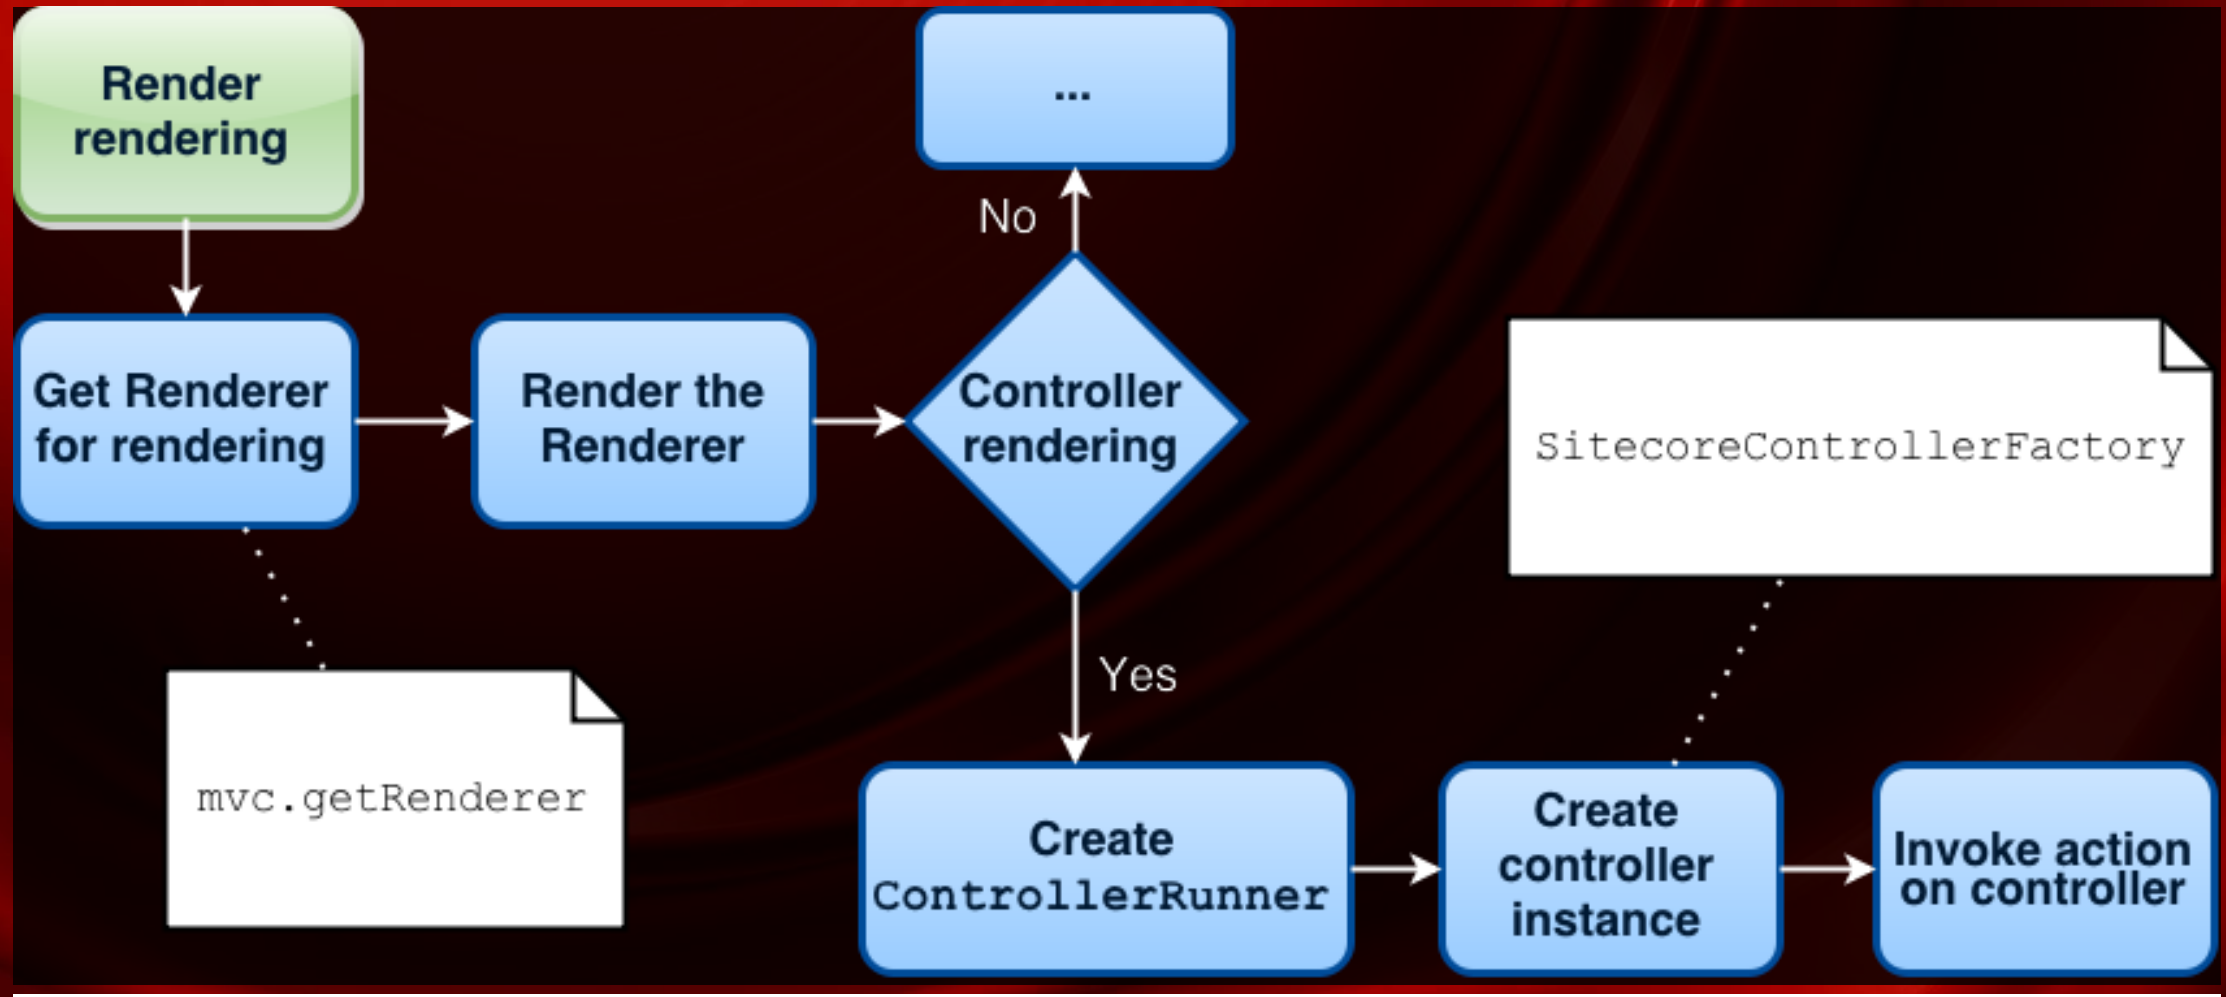 Render
rendering
...
No
Get Renderer
for rendering
Render the
Renderer
Controller
rendering
SitecoreControllerFactory
Yes
mvc.getRenderer
Create
ControllerRunner
Create
controller
instance
Invoke action
on controller